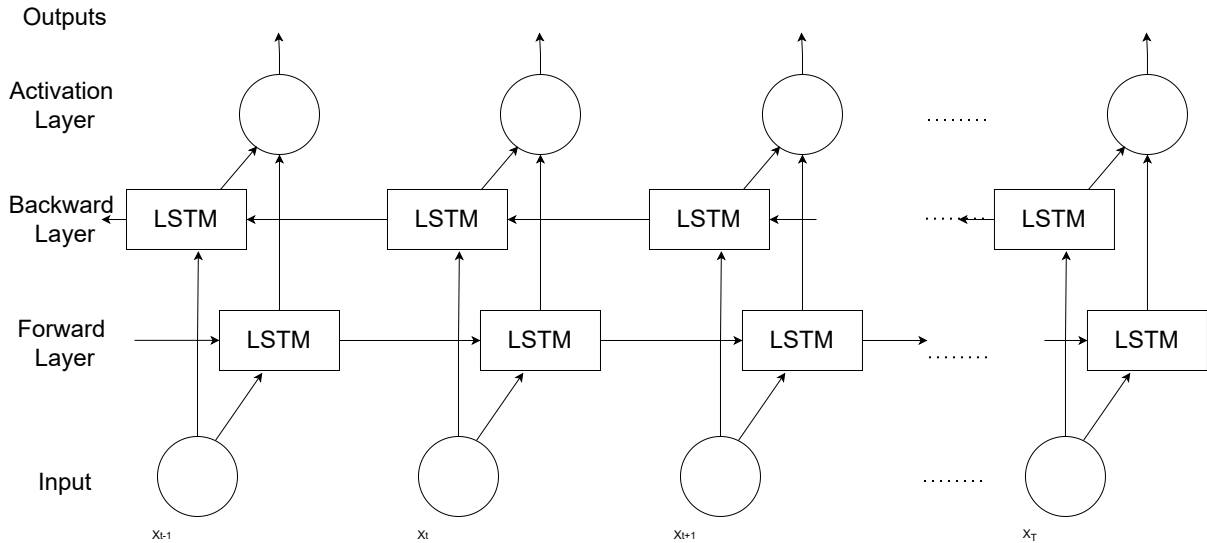 Outputs
Activation
Layer
........
Backward
Layer
LSTM
LSTM
LSTM
........
LSTM
Forward
Layer
LSTM
LSTM
LSTM
........
LSTM
Input
........
Xt-1
Xt
Xt+1
XT